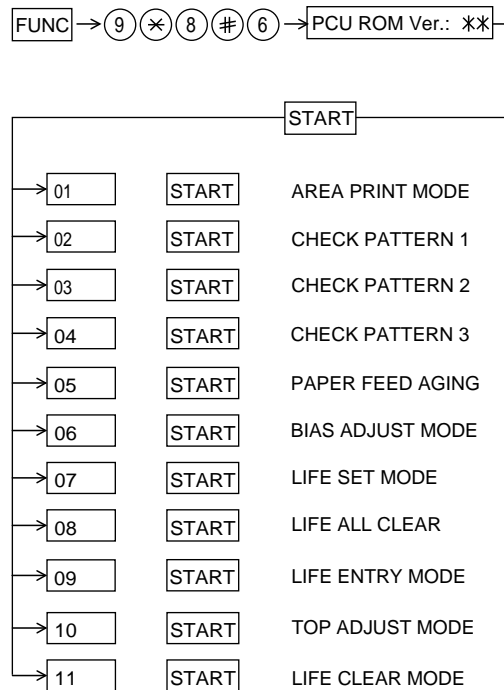 FUNC 9 * 8 # 6 PCU ROM Ver.: **
START
01 START AREA PRINT MODE
02 START CHECK PATTERN 1
03 START CHECK PATTERN 2
04 START CHECK PATTERN 3
05 START PAPER FEED AGING
06 START BIAS ADJUST MODE
07 START LIFE SET MODE
08 START LIFE ALL CLEAR
09 START LIFE ENTRY MODE
10 START TOP ADJUST MODE
11 START LIFE CLEAR MODE